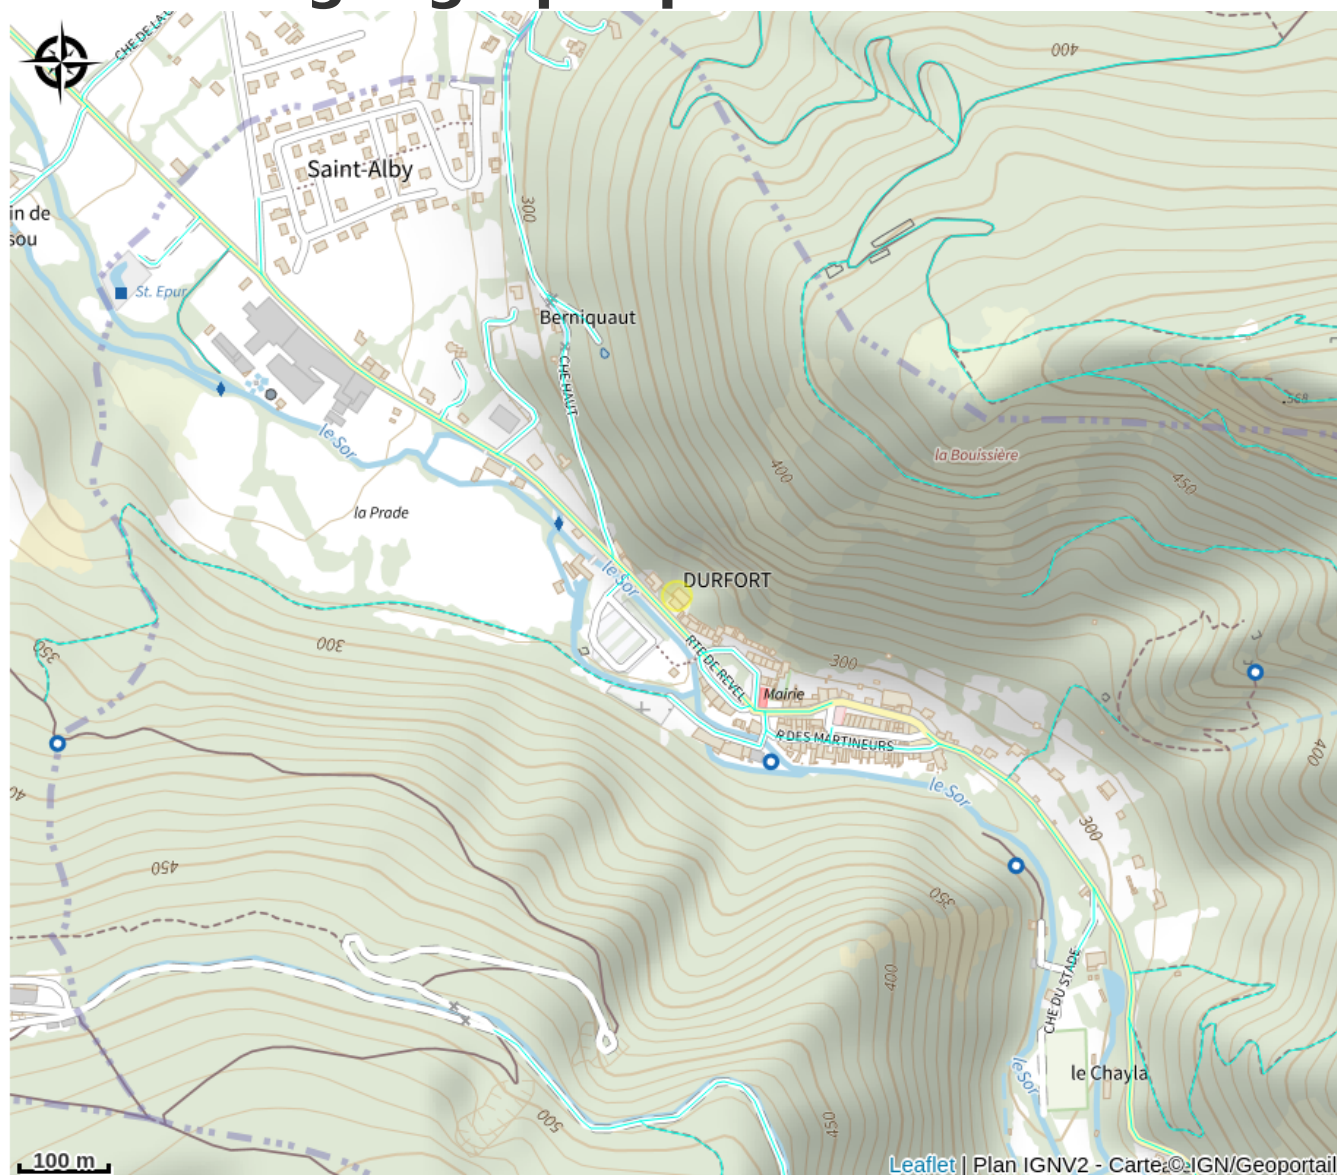 CHE DE LA C
400
Saint-Alby
300
in de
sou
St. Epur
Berniquaut
CHE HAUT
568
le Sor
la Bouissière
400
450
la Prade
le Sor
DURFORT
300
350
RTE DE REVEL
300
Mairie
R DES MARTINEURS
400
40
le Sor
300
450
350
400
CHE DU STADE
le Sor
le Chayla
500
450
100 m
Leaflet | Plan IGNV2 - Carte © IGN/Geoportail